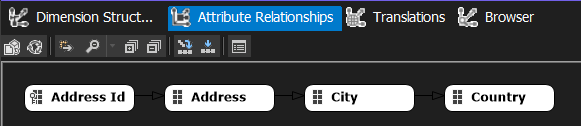 Dimension Struct... Attribute Relationships Translations Browser
Address Id Address City Country